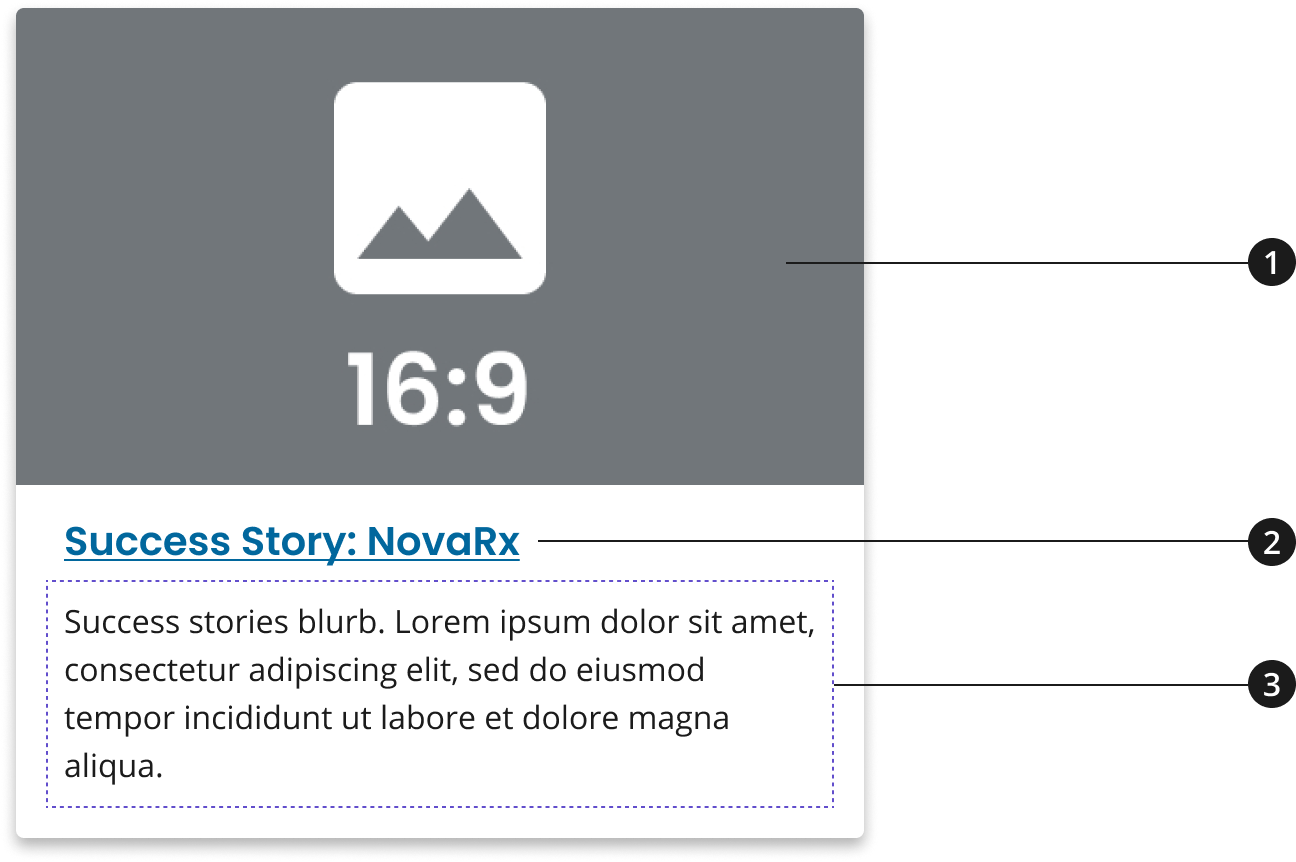 16:9
1
Success Story: NovaRx
2
Success stories blurb. Lorem ipsum dolor sit amet,
consectetur adipiscing elit, sed do eiusmod
tempor incididunt ut labore et dolore magna
aliqua.
3